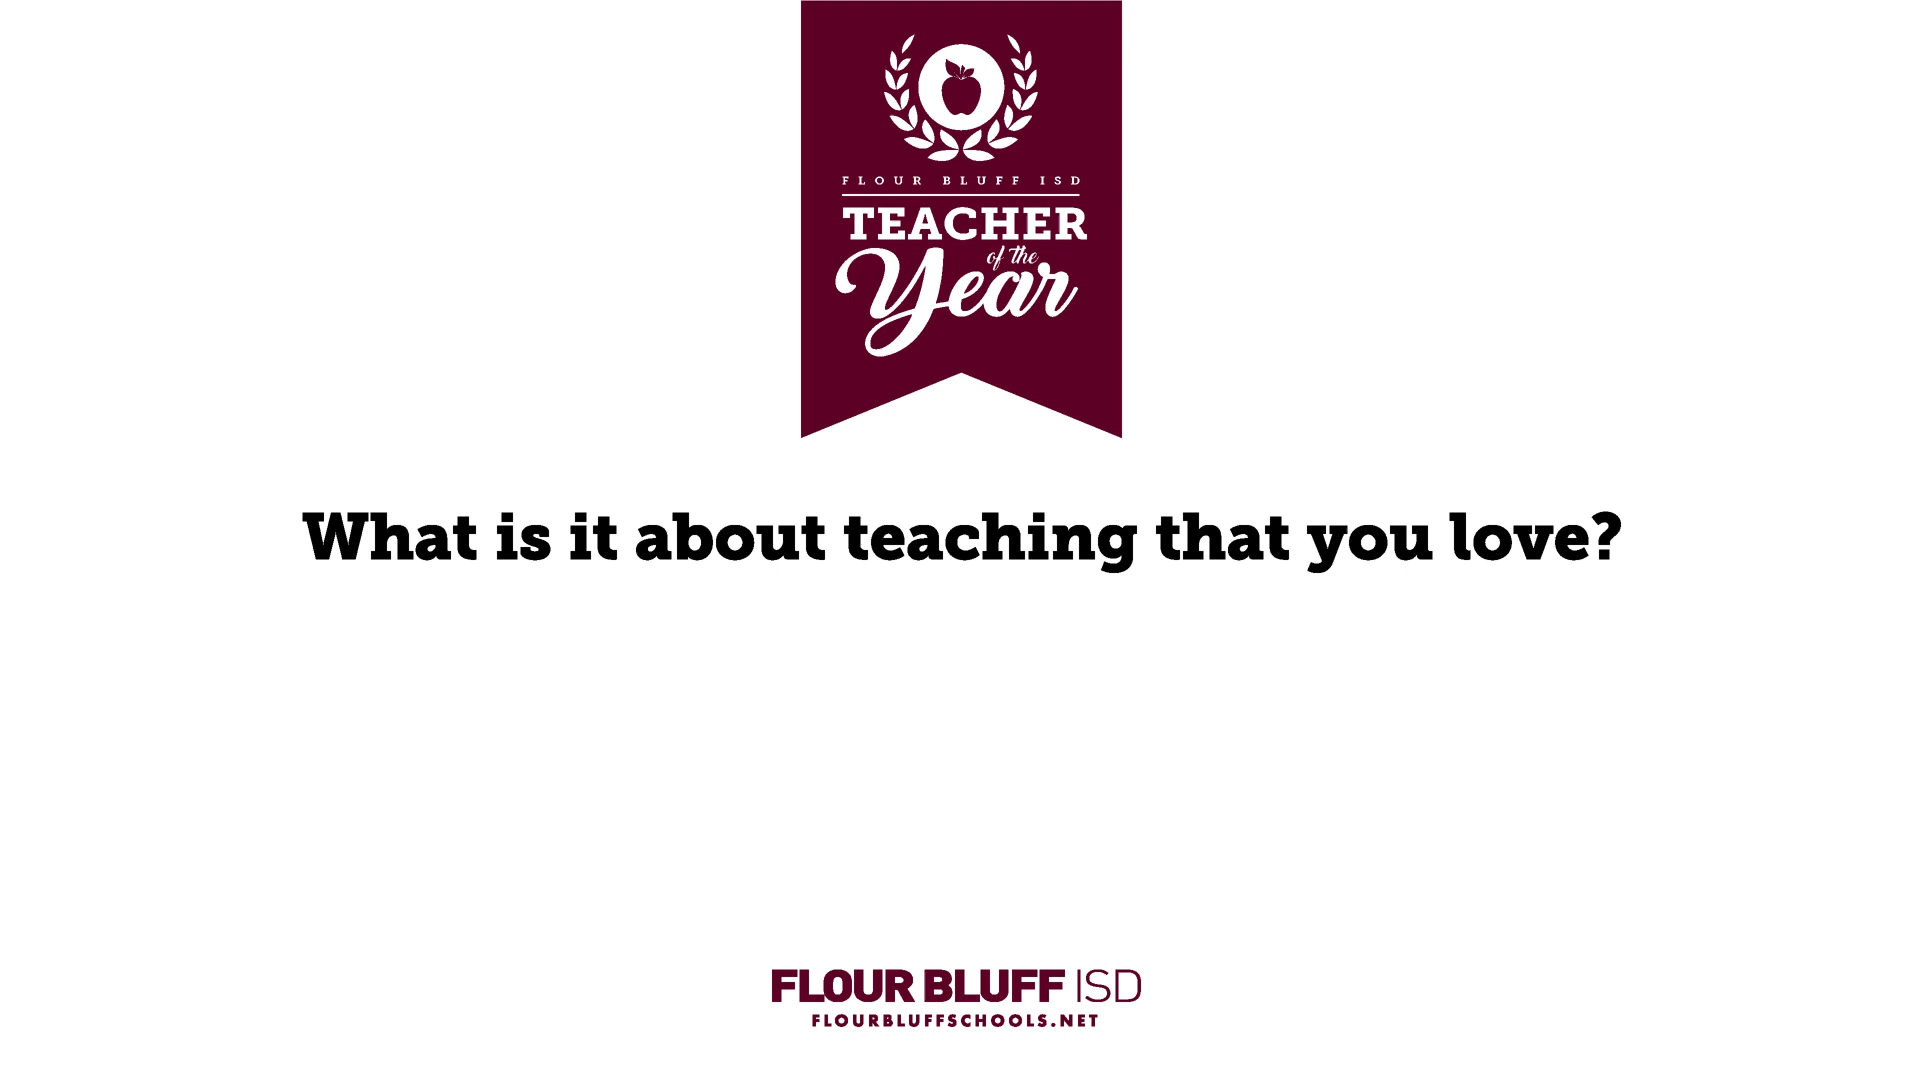 FLOUR BLUFF ISD
TEACHER
of the
Year
What is it about teaching that you love?
FLOUR BLUFF ISD
FLOURBLUFFSCHOOLS.NET